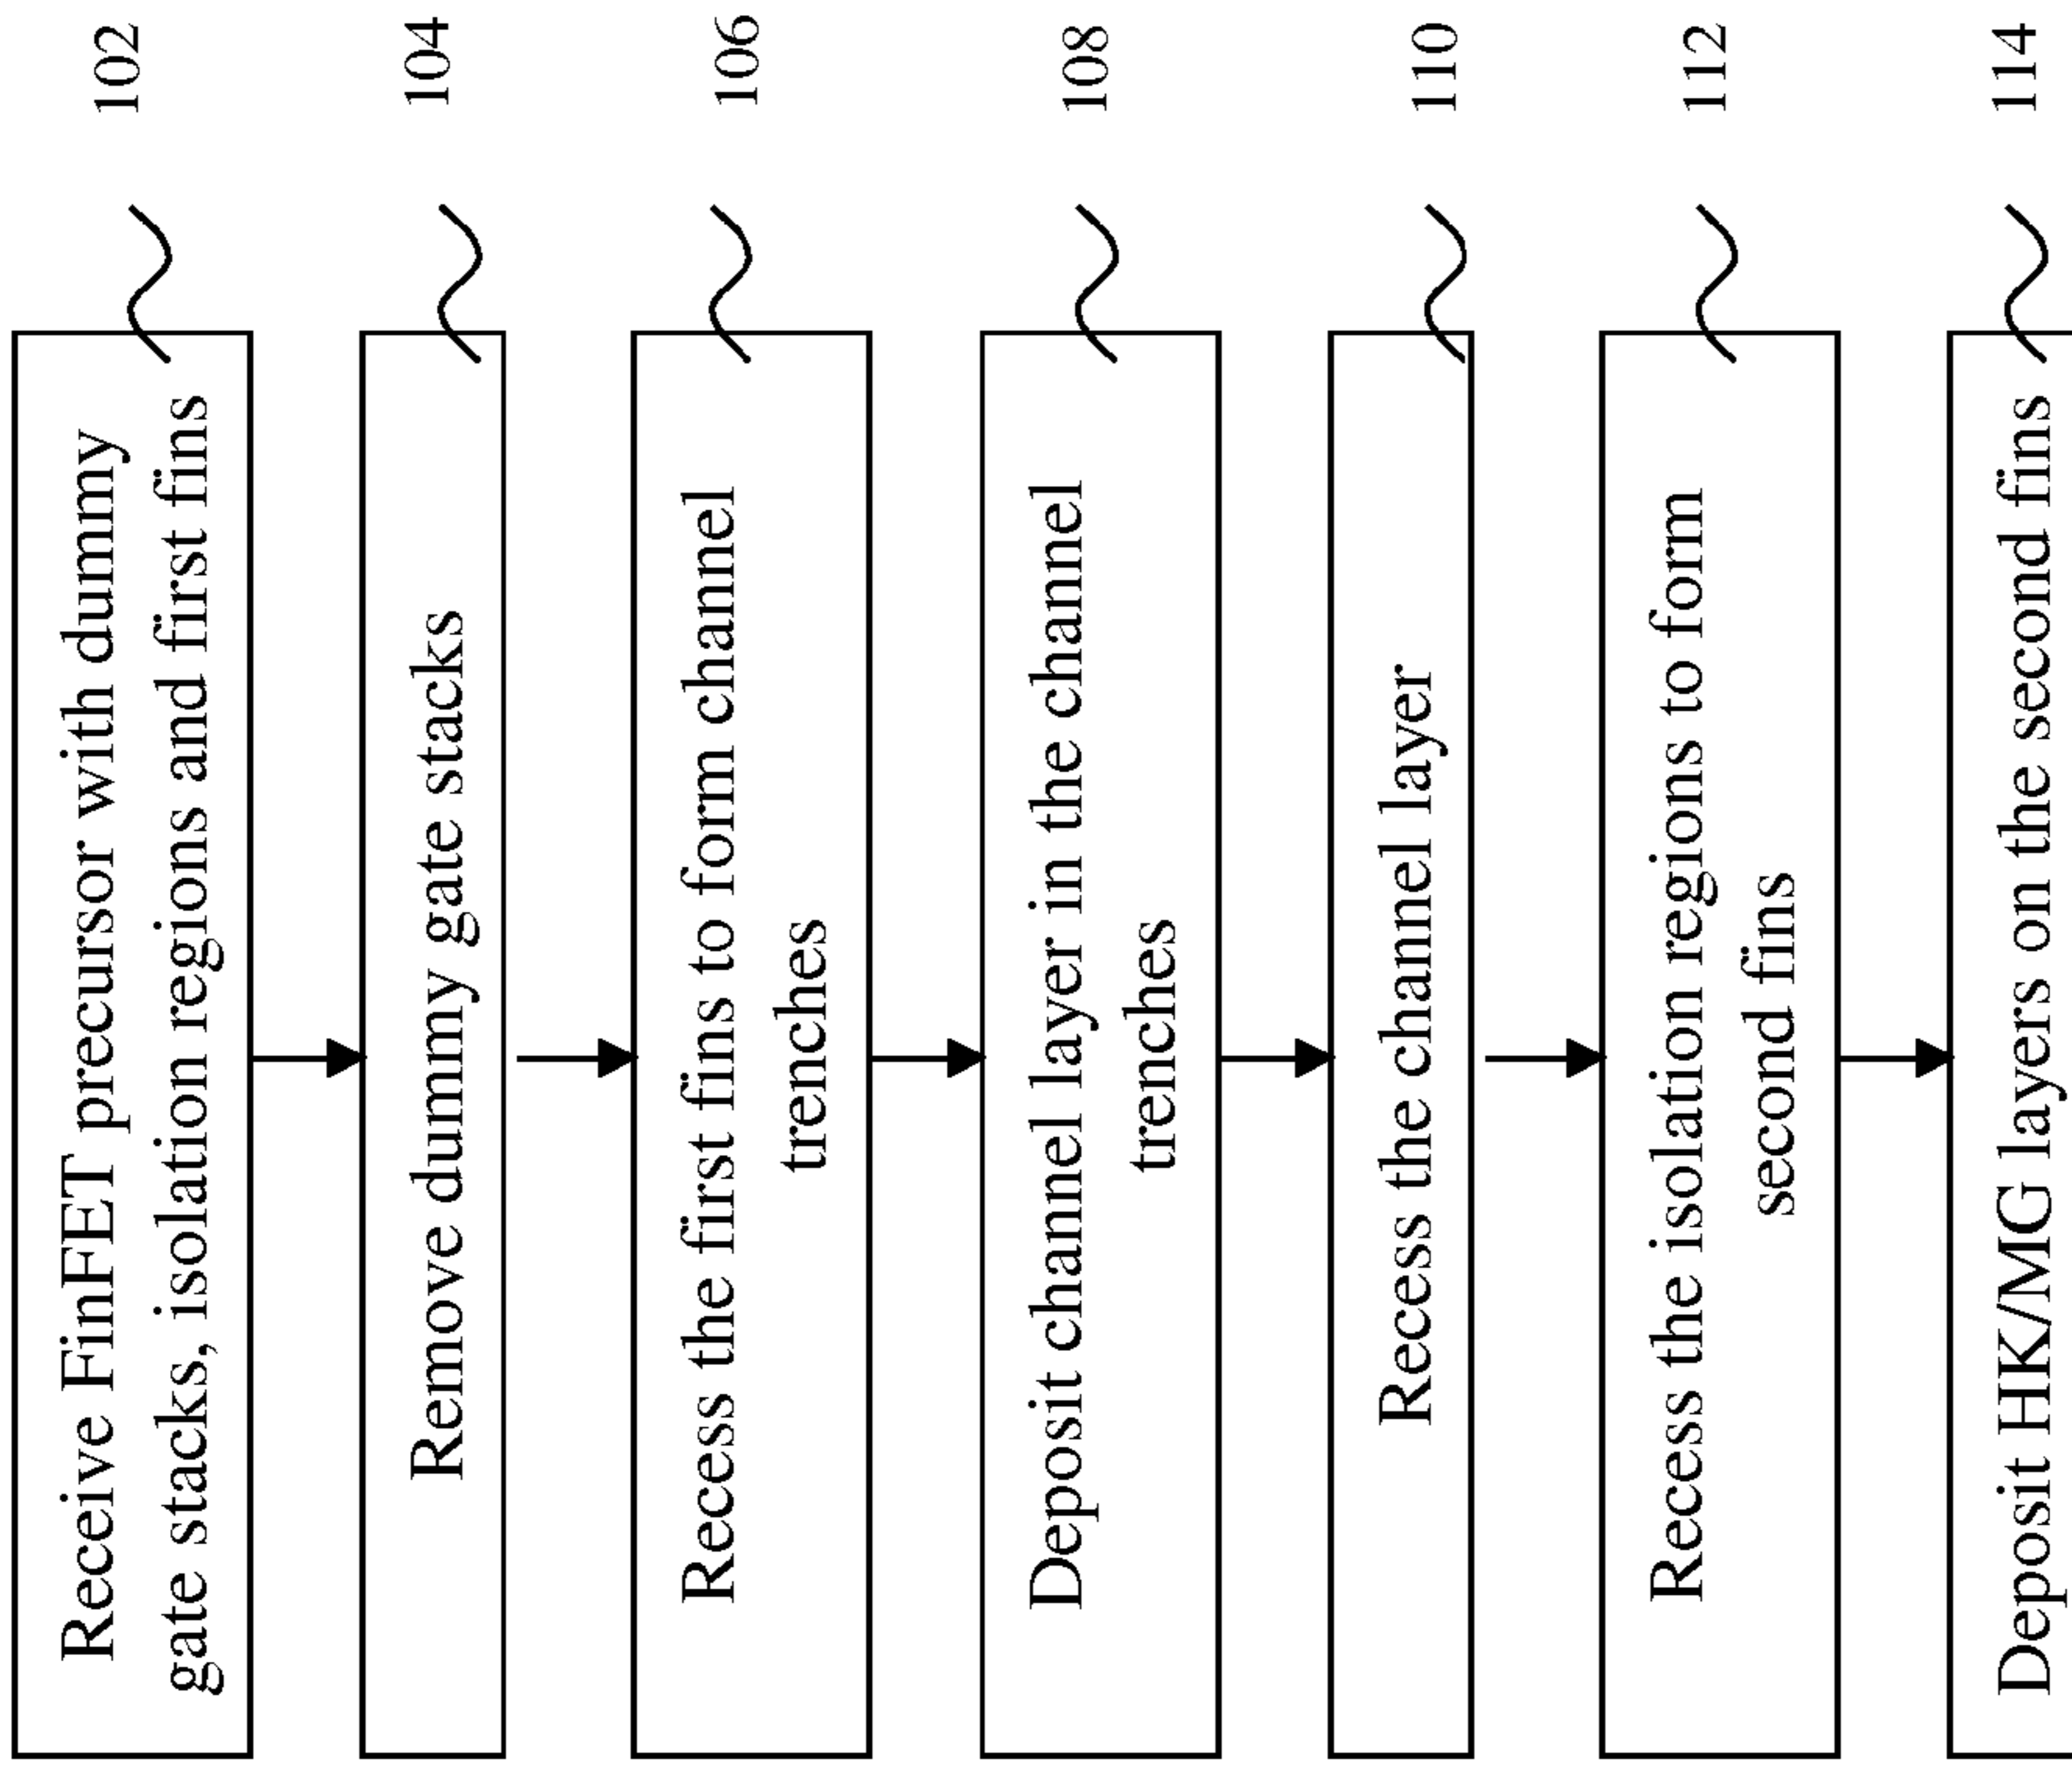 102
Receive FinFET precursor with dummy
gate stacks, isolation regions and first fins
104
Remove dummy gate stacks
106
Recess the first fins to form channel
trenches
108
Deposit channel layer in the channel
trenches
110
Recess the channel layer
112
Recess the isolation regions to form
second fins
114
Deposit HK/MG layers on the second fins